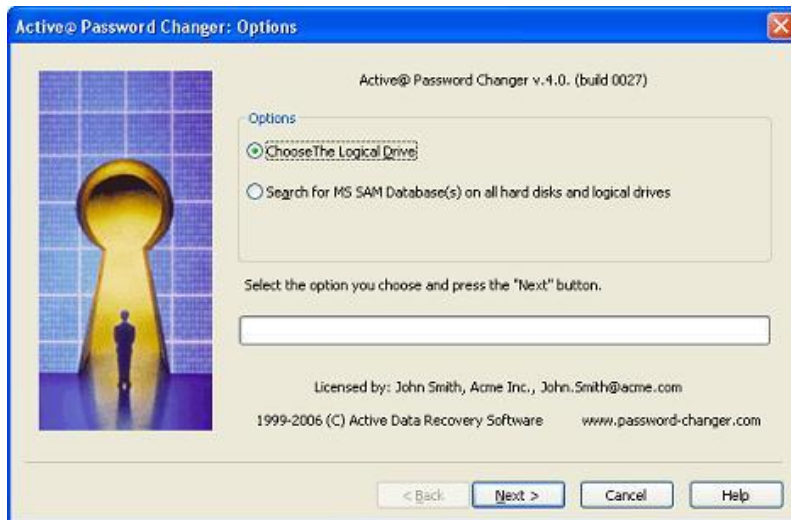 Active@ Password Changer: Options
Active@ Password Changer v.4.0. (build 0027)
Options
ChooseThe Logical Drive
Search for MS SAM Database(s) on all hard disks and logical drives
Select the option you choose and press the "Next" button.
Licensed by: John Smith, Acme Inc., John.Smith@acme.com
1999-2006 (C) Active Data Recovery Software www.password-changer.com
< Back Next > Cancel Help